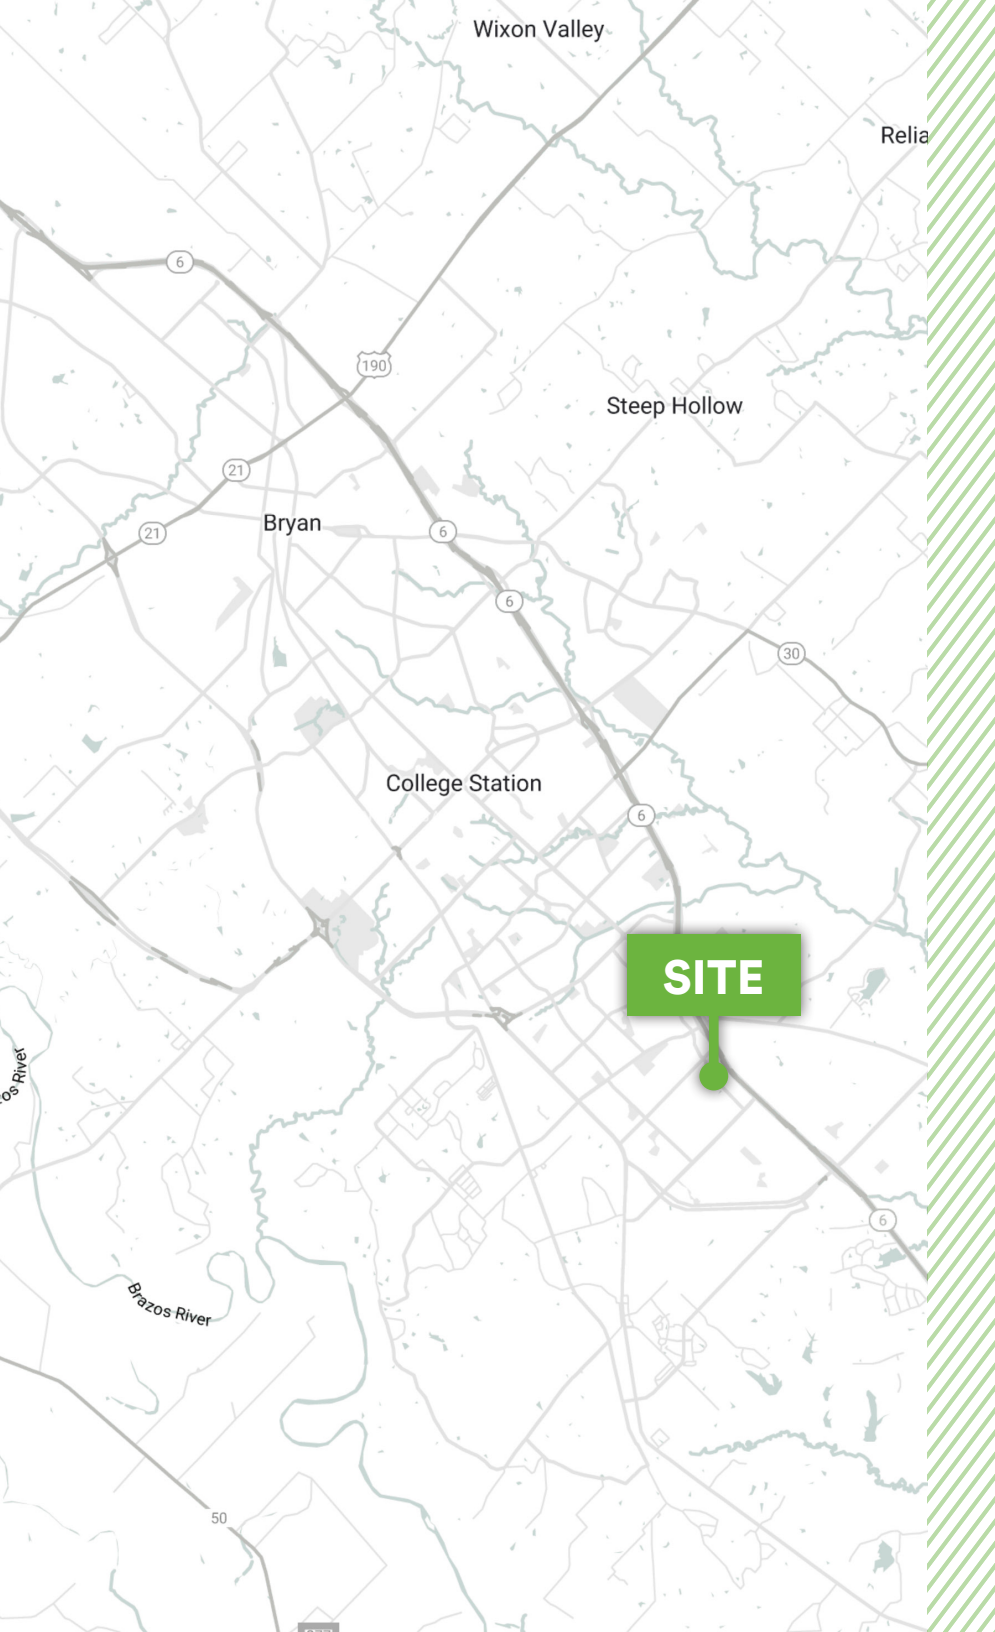 Wixon Valley
Relia
6
190
Steep Hollow
21
Bryan
21
6
6
30
College Station
6
SITE
os River
6
Brazos River
50